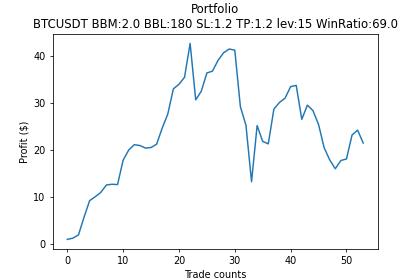 Portfolio
BTCUSDT BBM:2.0 BBL:180 SL:1.2 TP:1.2 lev:15 WinRatio:69.0
40
30
20
10
0
Profit ($)
0 10 20 30 40 50
Trade counts